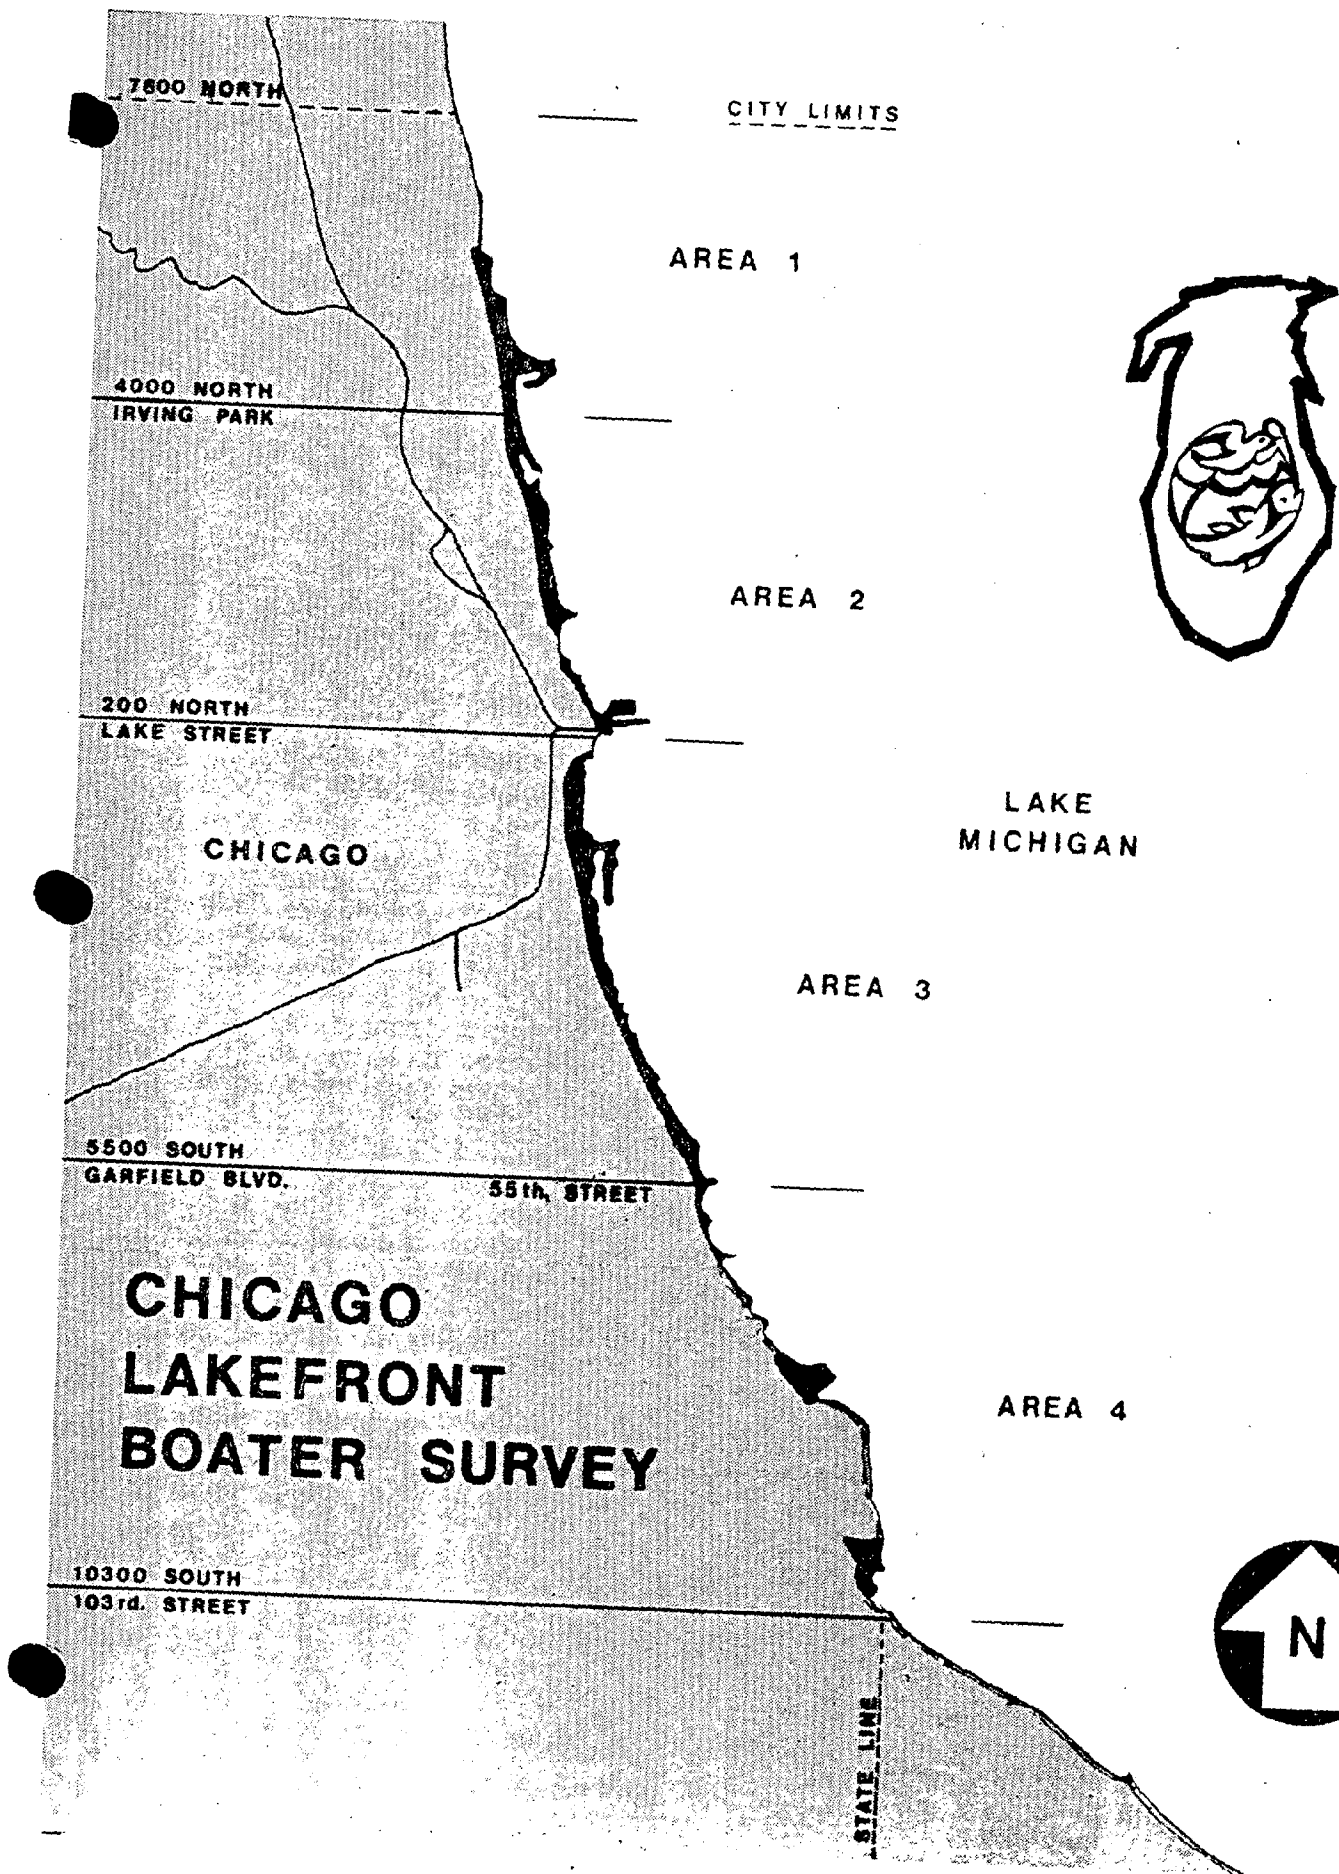 7600 NORTH
CITY LIMITS
AREA 1
4000 NORTH
IRVING PARK
AREA 2
200 NORTH
LAKE STREET
LAKE
MICHIGAN
CHICAGO
AREA 3
5500 SOUTH
GARFIELD BLVD.
55th, STREET
CHICAGO
LAKEFRONT
BOATER SURVEY
AREA 4
10300 SOUTH
103rd. STREET
N
STATE LINE